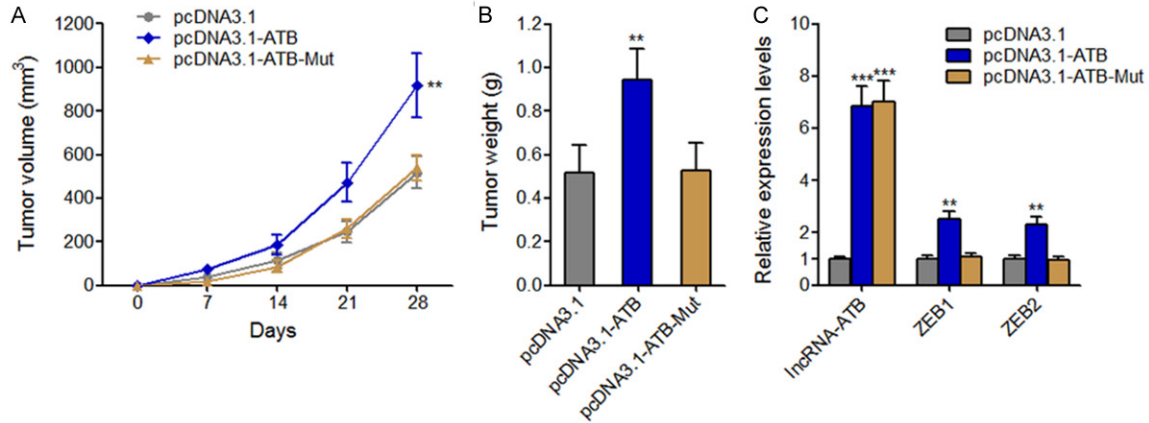 A
pcDNA3.1
pcDNA3.1-ATB
pcDNA3.1-ATB-Mut
Tumor volume (mm3)
1200
1000
800
600
400
200
0
**
0 7 14 21 28
Days
B
Tumor weight (g)
1.2
1.0
0.8
0.6
0.4
0.2
0.0
**
pcDNA3.1
pcDNA3.1-ATB
pcDNA3.1-ATB-Mut
C
pcDNA3.1
pcDNA3.1-ATB
pcDNA3.1-ATB-Mut
Relative expression levels
10
8
6
4
2
1
0
*** ***
**
**
lncRNA-ATB
ZEB1
ZEB2